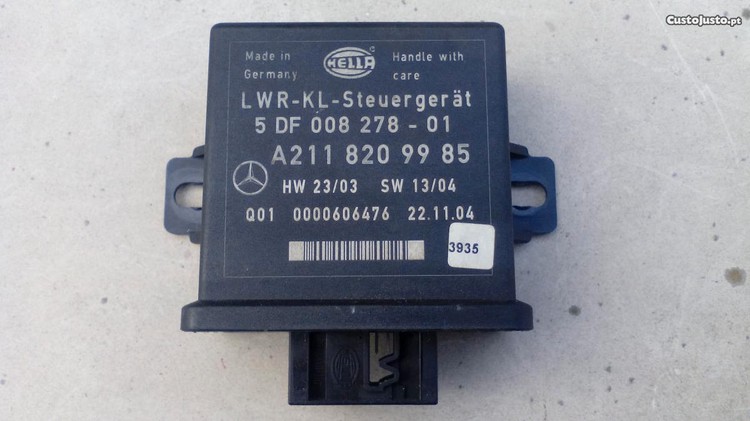 CustoJusto.pt
Made in
Germany
HELLA
Handle with
care
LWR-KL-Steuergerät
5 DF 008 278 - 01
A211 820 99 85
HW 23/03 SW 13/04
Q01 0000606476 22.11.04
3935